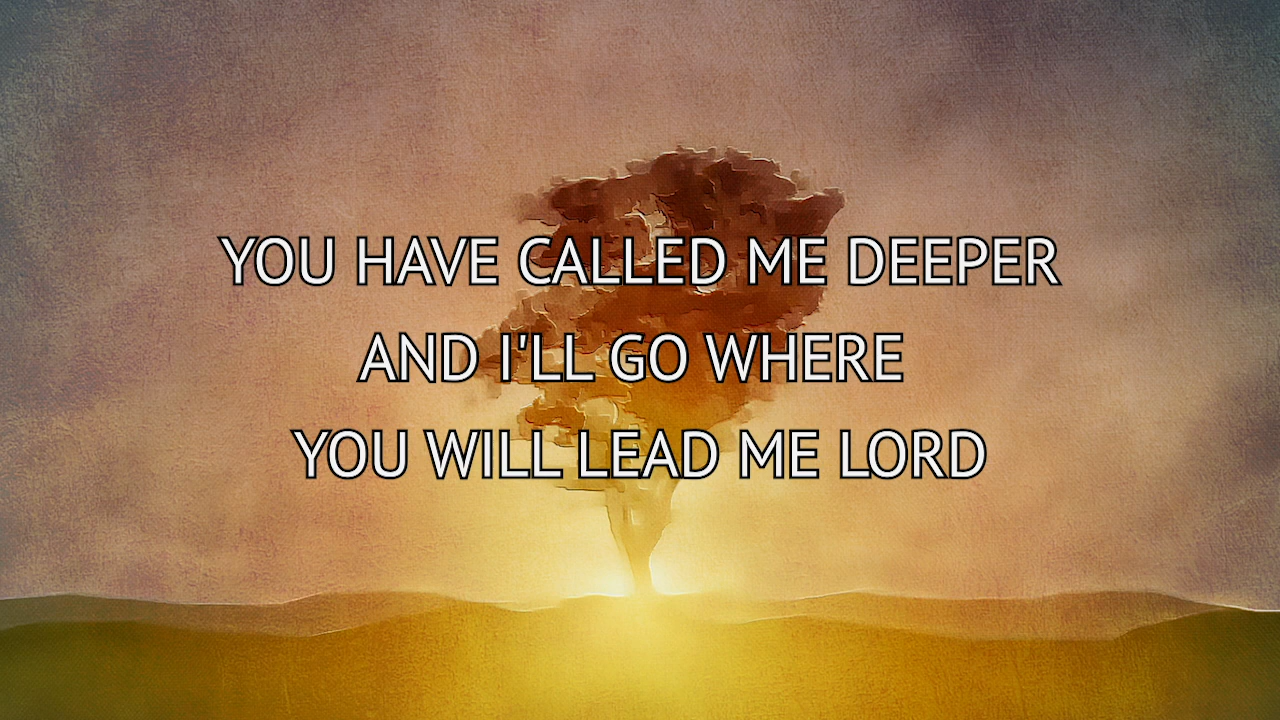 YOU HAVE CALLED ME DEEPER
AND I'LL GO WHERE
YOU WILL LEAD ME LORD